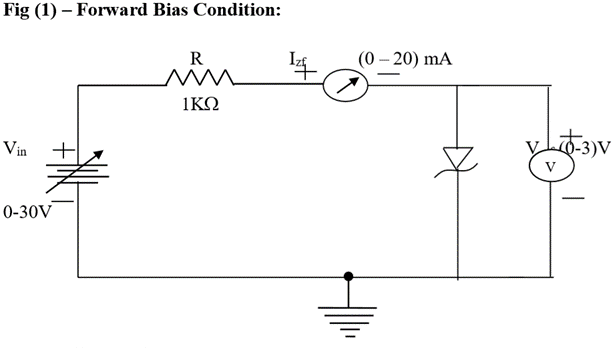 Fig (1) – Forward Bias Condition:
R
Izf
(0 – 20) mA
+
–
1KΩ
Vin
+
V
(0-3)V
+
V
0-30V
–
–